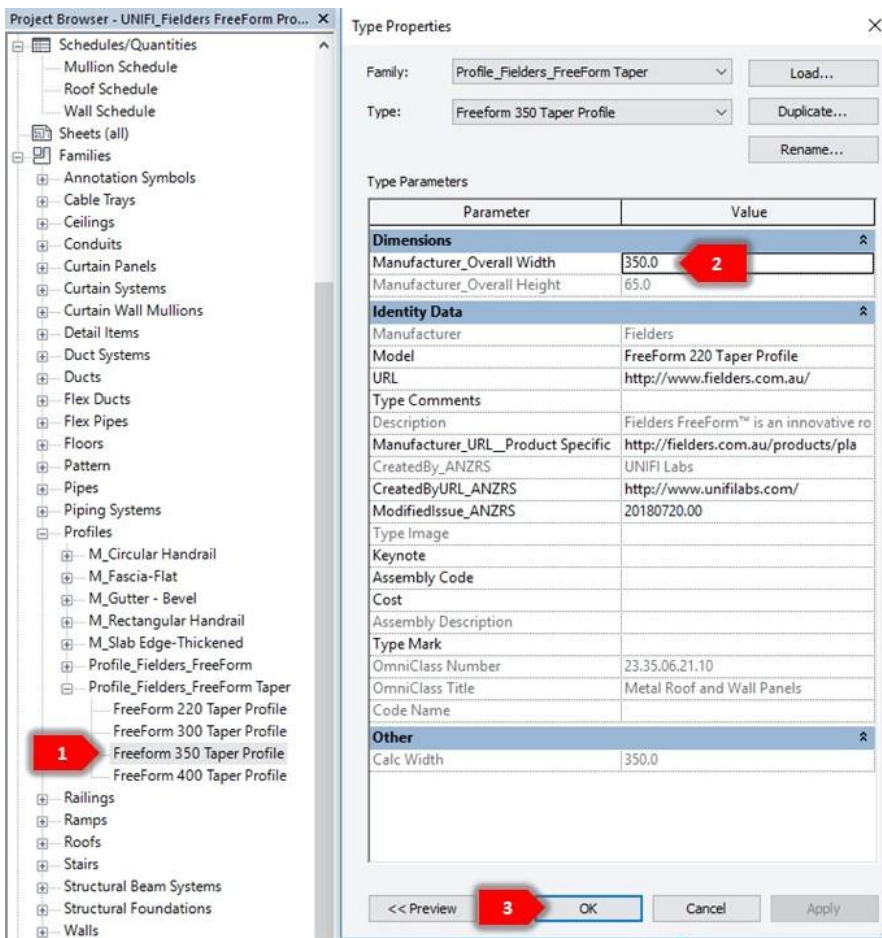 Project Browser - UNIFI_Fielders FreeForm Pro...
Schedules/Quantities
Mullion Schedule
Roof Schedule
Wall Schedule
Sheets (all)
Families
Annotation Symbols
Cable Trays
Ceilings
Conduits
Curtain Panels
Curtain Systems
Curtain Wall Mullions
Detail Items
Duct Systems
Ducts
Flex Ducts
Flex Pipes
Floors
Pattern
Pipes
Piping Systems
Profiles
M_Circular Handrail
M_Fascia-Flat
M_Gutter - Bevel
M_Rectangular Handrail
M_Slab Edge-Thickened
Profile_Fielders_FreeForm
Profile_Fielders_FreeForm Taper
FreeForm 220 Taper Profile
FreeForm 300 Taper Profile
1 Freeform 350 Taper Profile
FreeForm 400 Taper Profile
Railings
Ramps
Roofs
Stairs
Structural Beam Systems
Structural Foundations
Walls
Type Properties
Family: Profile_Fielders_FreeForm Taper Load...
Type: Freeform 350 Taper Profile Duplicate...
Rename...
Type Parameters
Parameter Value
Dimensions
Manufacturer_Overall Width 350.0 2
Manufacturer_Overall Height 65.0
Identity Data
Manufacturer Fielders
Model FreeForm 220 Taper Profile
URL http://www.fielders.com.au/
Type Comments
Description Fielders FreeForm™ is an innovative ro
Manufacturer_URL__Product Specific http://fielders.com.au/products/pla
CreatedBy_ANZRS UNIFI Labs
CreatedByURL_ANZRS http://www.unifilabs.com/
ModifiedIssue_ANZRS 20180720.00
Type Image
Keynote
Assembly Code
Cost
Assembly Description
Type Mark
OmniClass Number 23.35.06.21.10
OmniClass Title Metal Roof and Wall Panels
Code Name
Other
Calc Width 350.0
<< Preview 3 OK Cancel Apply